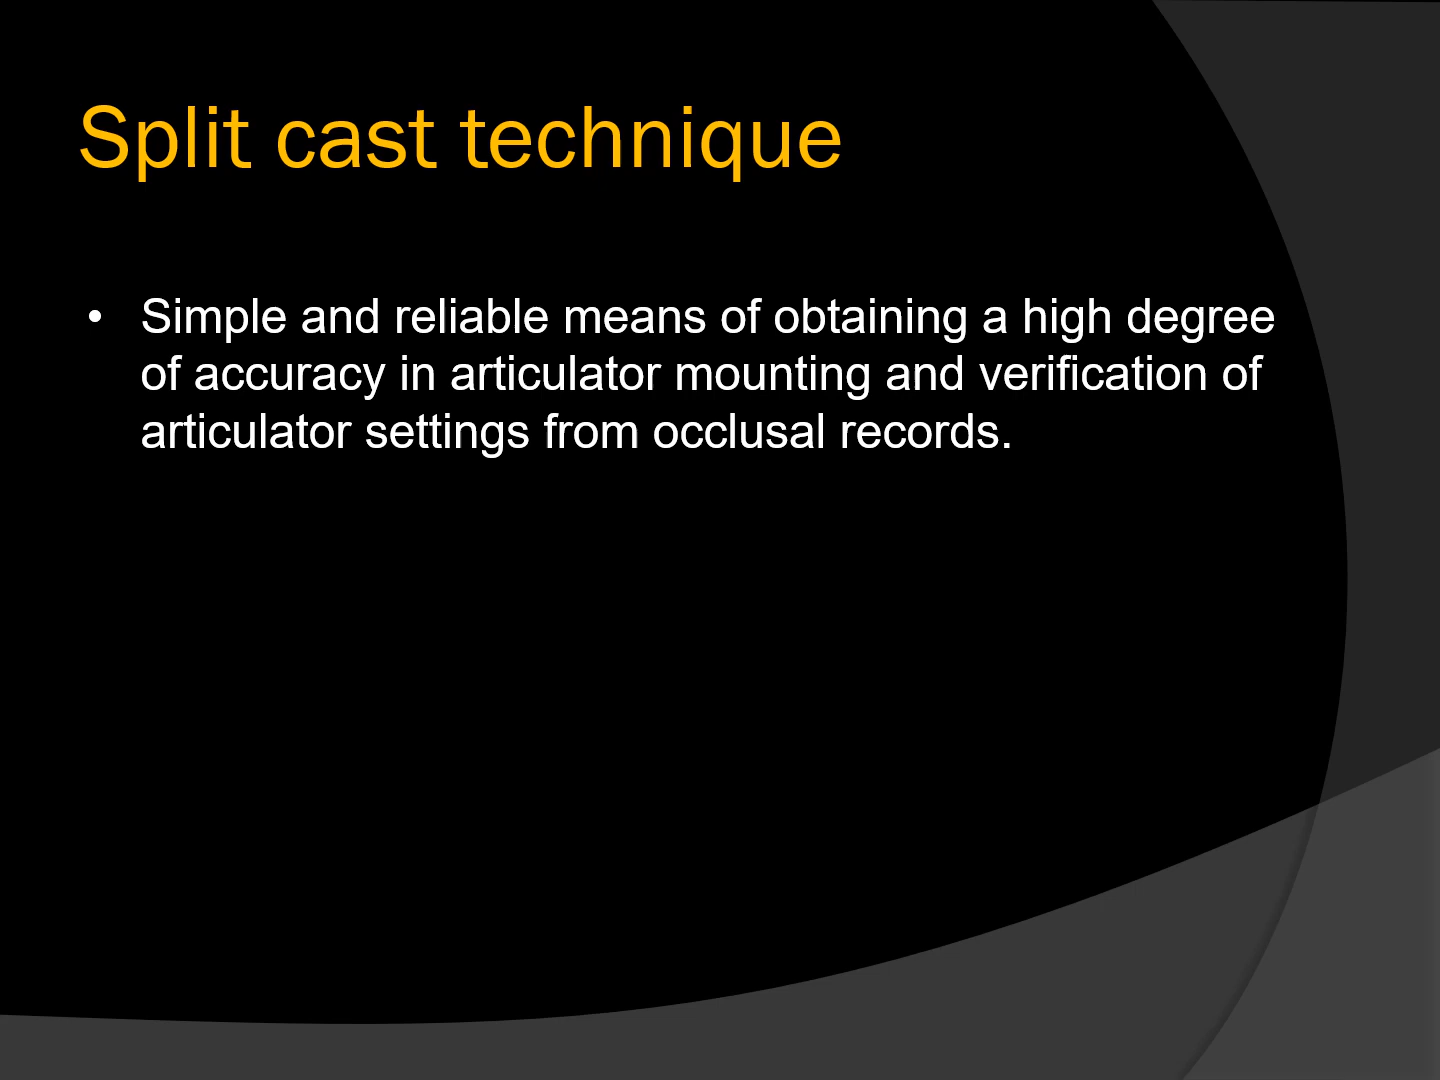 Split cast technique
• Simple and reliable means of obtaining a high degree
of accuracy in articulator mounting and verification of
articulator settings from occlusal records.